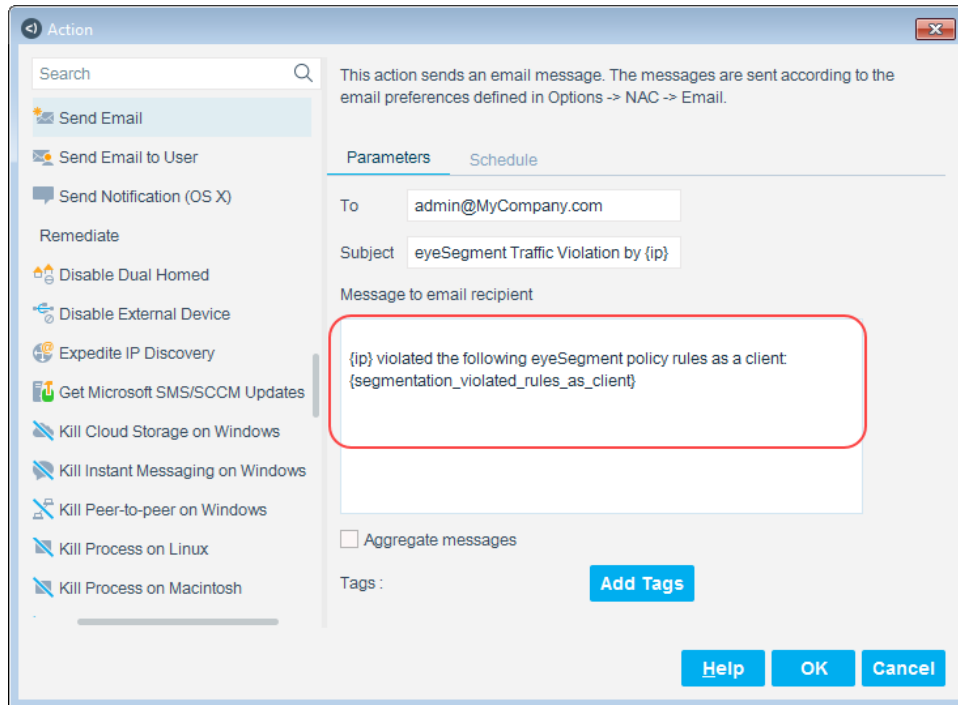 Action
Search
Send Email
Send Email to User
Send Notification (OS X)
Remediate
Disable Dual Homed
Disable External Device
Expedite IP Discovery
Get Microsoft SMS/SCCM Updates
Kill Cloud Storage on Windows
Kill Instant Messaging on Windows
Kill Peer-to-peer on Windows
Kill Process on Linux
Kill Process on Macintosh
This action sends an email message. The messages are sent according to the
email preferences defined in Options -> NAC -> Email.
Parameters Schedule
To admin@MyCompany.com
Subject eyeSegment Traffic Violation by {ip}
Message to email recipient
{ip} violated the following eyeSegment policy rules as a client:
{segmentation_violated_rules_as_client}
Aggregate messages
Tags : Add Tags
Help OK Cancel